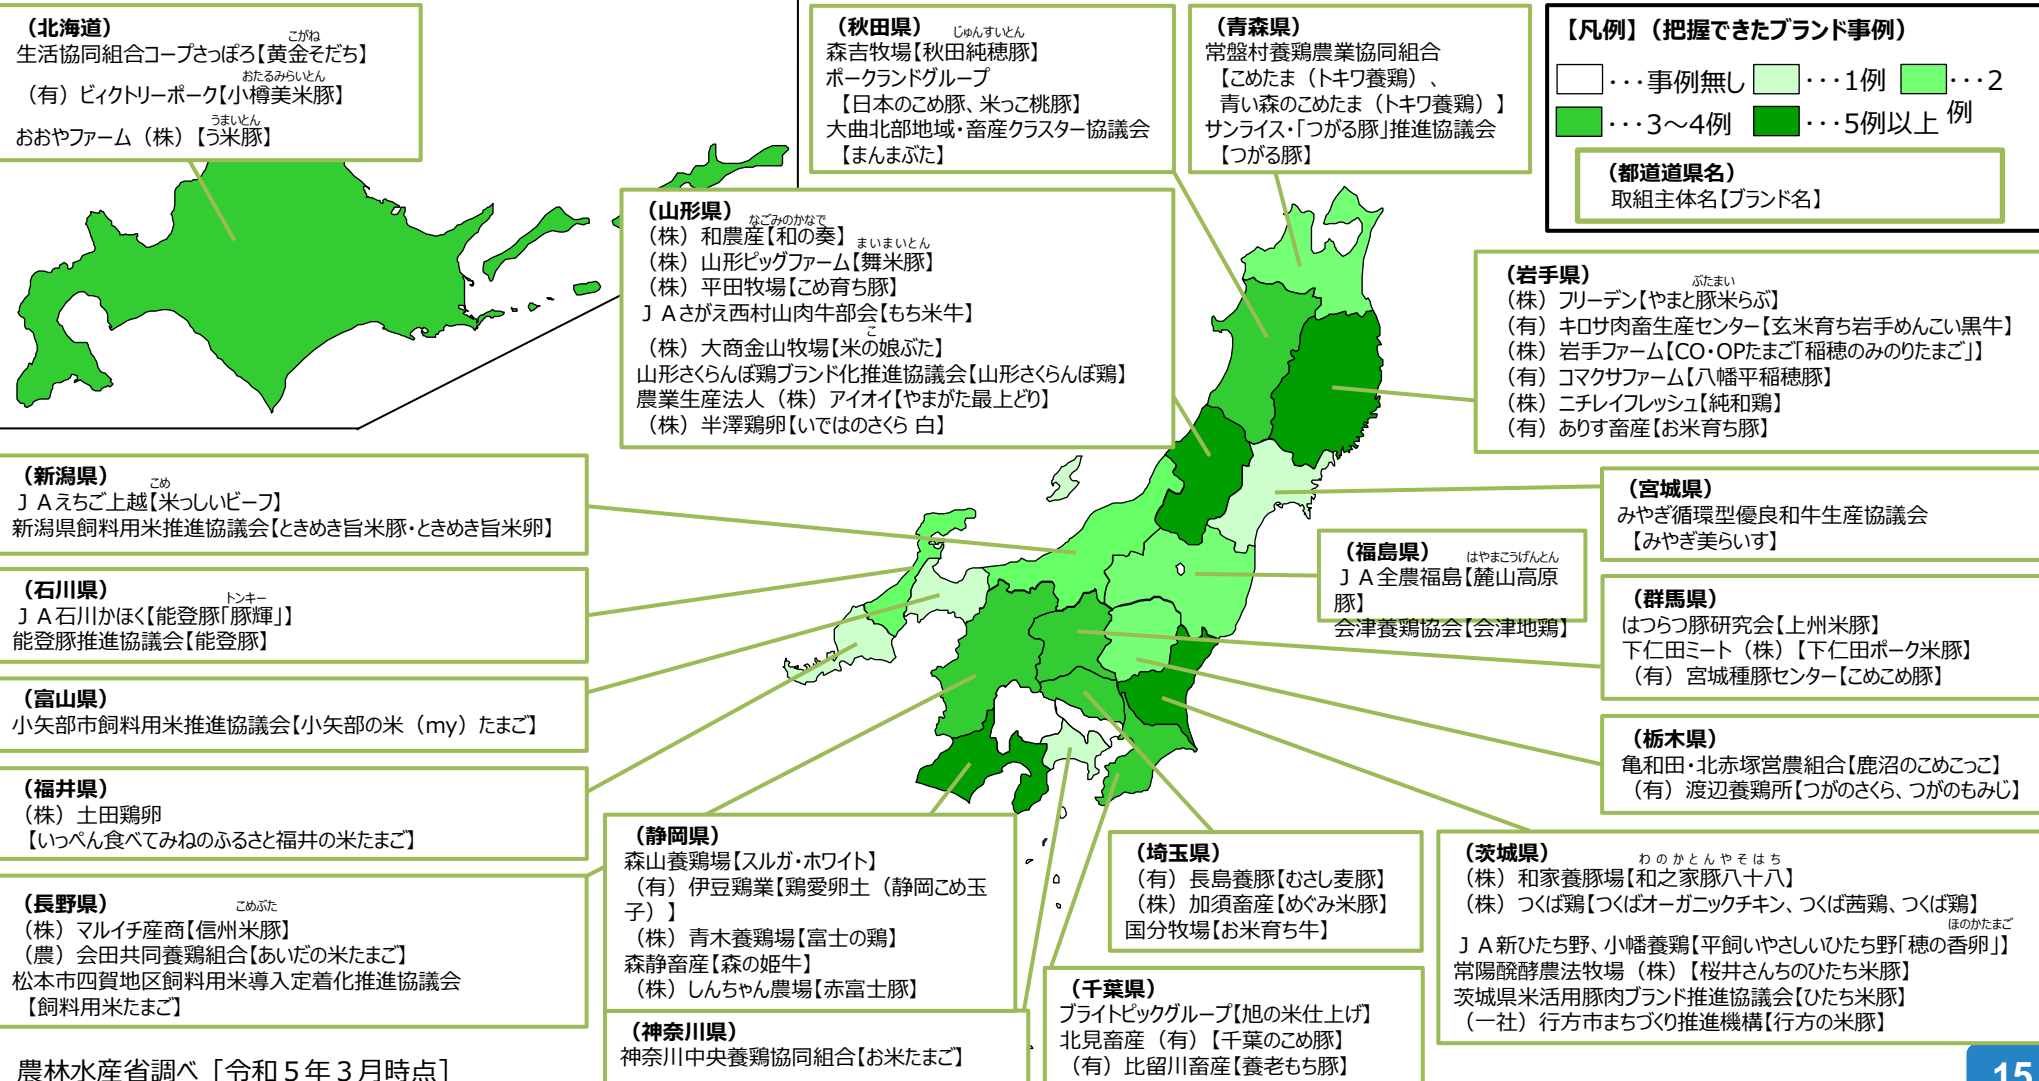 （北海道）
こがね
生活協同組合コープさっぽろ【黄金そだち】
おたるみらいとん
（有）ビィクトリーポーク【小樽美米豚】
うまいとん
おおやファーム（株）【う米豚】
（秋田県）
じゅんすいとん
森吉牧場【秋田純穂豚】
ポークランドグループ
【日本のこめ豚、米っこ桃豚】
大曲北部地域・畜産クラスター協議会
【まんまぶた】
（青森県）
常盤村養鶏農業協同組合
【こめたま（トキワ養鶏）、
青い森のこめたま（トキワ養鶏）】
サンライス・「つがる豚」推進協議会
【つがる豚】
【凡例】（把握できたブランド事例）
・・・事例無し ・・・1例 ・・・2例
・・・3～4例 ・・・5例以上
（都道道県名）
取組主体名【ブランド名】
（山形県）
なごみのかなで
（株）和農産【和の奏】
まいまいとん
（株）山形ピッグファーム【舞米豚】
（株）平田牧場【こめ育ち豚】
ＪＡさがえ西村山肉牛部会【もち米牛】
こ
（株）大商金山牧場【米の娘ぶた】
山形さくらんぼ鶏ブランド化推進協議会【山形さくらんぼ鶏】
農業生産法人（株）アイオイ【やまがた最上どり】
（株）半澤鶏卵【いではのさくら 白】
（岩手県）
ぶたまい
（株）フリーデン【やまと豚米らぶ】
（有）キロサ肉畜生産センター【玄米育ち岩手めんこい黒牛】
（株）岩手ファーム【CO・OPたまご「稲穂のみのりたまご」】
（有）コマクサファーム【八幡平稲穂豚】
（株）ニチレイフレッシュ【純和鶏】
（有）ありす畜産【お米育ち豚】
（新潟県）
こめ
ＪＡえちご上越【米っしいビーフ】
新潟県飼料用米推進協議会【ときめき旨米豚・ときめき旨米卵】
（宮城県）
みやぎ循環型優良和牛生産協議会
【みやぎ美らいす】
（福島県）
はやまこうげんとん
ＪＡ全農福島【麓山高原
豚】
会津養鶏協会【会津地鶏】
（石川県）
トンキー
ＪＡ石川かほく【能登豚「豚輝」】
能登豚推進協議会【能登豚】
（群馬県）
はつらつ豚研究会【上州米豚】
下仁田ミート（株）【下仁田ポーク米豚】
（有）宮城種豚センター【こめこめ豚】
（富山県）
小矢部市飼料用米推進協議会【小矢部の米（my）たまご】
（栃木県）
亀和田・北赤塚営農組合【鹿沼のこめこっこ】
（有）渡辺養鶏所【つがのさくら、つがのもみじ】
（福井県）
（株）土田鶏卵
【いっぺん食べてみねのふるさと福井の米たまご】
（静岡県）
森山養鶏場【スルガ・ホワイト】
（有）伊豆鶏業【鶏愛卵土（静岡こめ玉
子）】
（株）青木養鶏場【富士の鶏】
森静畜産【森の姫牛】
（株）しんちゃん農場【赤富士豚】
（埼玉県）
（有）長島養豚【むさし麦豚】
（株）加須畜産【めぐみ米豚】
国分牧場【お米育ち牛】
（茨城県）
わのかとんやそはち
（株）和家養豚場【和之家豚八十八】
（株）つくば鶏【つくばオーガニックチキン、つくば茜鶏、つくば鶏】
ほのかたまご
ＪＡ新ひたち野、小幡養鶏【平飼いやさしいひたち野「穂の香卵」】
常陽醗酵農法牧場（株）【桜井さんちのひたち米豚】
茨城県米活用豚肉ブランド推進協議会【ひたち米豚】
（一社）行方市まちづくり推進機構【行方の米豚】
（長野県）
こめぶた
（株）マルイチ産商【信州米豚】
（農）会田共同養鶏組合【あいだの米たまご】
松本市四賀地区飼料用米導入定着化推進協議会
【飼料用米たまご】
（神奈川県）
神奈川中央養鶏協同組合【お米たまご】
（千葉県）
ブライトピックグループ【旭の米仕上げ】
北見畜産（有）【千葉のこめ豚】
（有）比留川畜産【養老もち豚】
農林水産省調べ［令和５年３月時点］
15